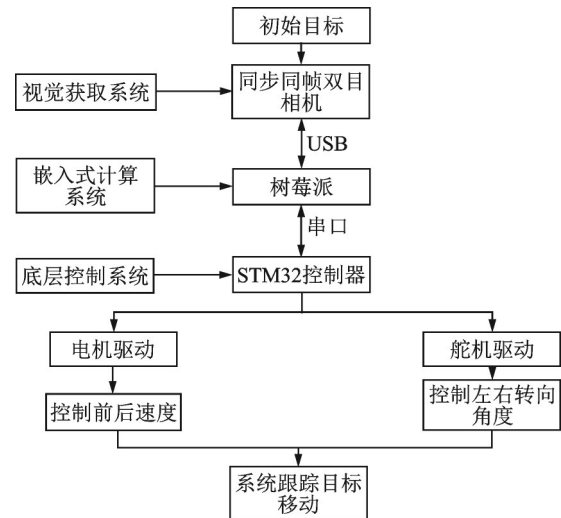 初始目标
视觉获取系统
同步同帧双目
相机
USB
嵌入式计算
系统
树莓派
串口
底层控制系统
STM32控制器
电机驱动
舵机驱动
控制前后速度
控制左右转向
角度
系统跟踪目标
移动